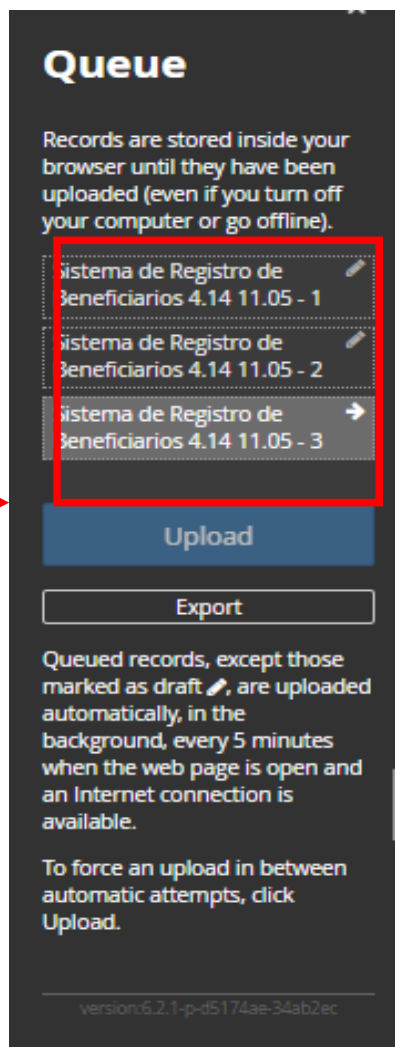 Queue
Records are stored inside your
browser until they have been
uploaded (even if you turn off
your computer or go offline).
Sistema de Registro de
Beneficiarios 4.14 11.05 - 1
Sistema de Registro de
Beneficiarios 4.14 11.05 - 2
Sistema de Registro de
Beneficiarios 4.14 11.05 - 3
Upload
Export
Queued records, except those
marked as draft , are uploaded
automatically, in the
background, every 5 minutes
when the web page is open and
an Internet connection is
available.
To force an upload in between
automatic attempts, click
Upload.
version:6.2.1-p-d5174ae-34ab2ec